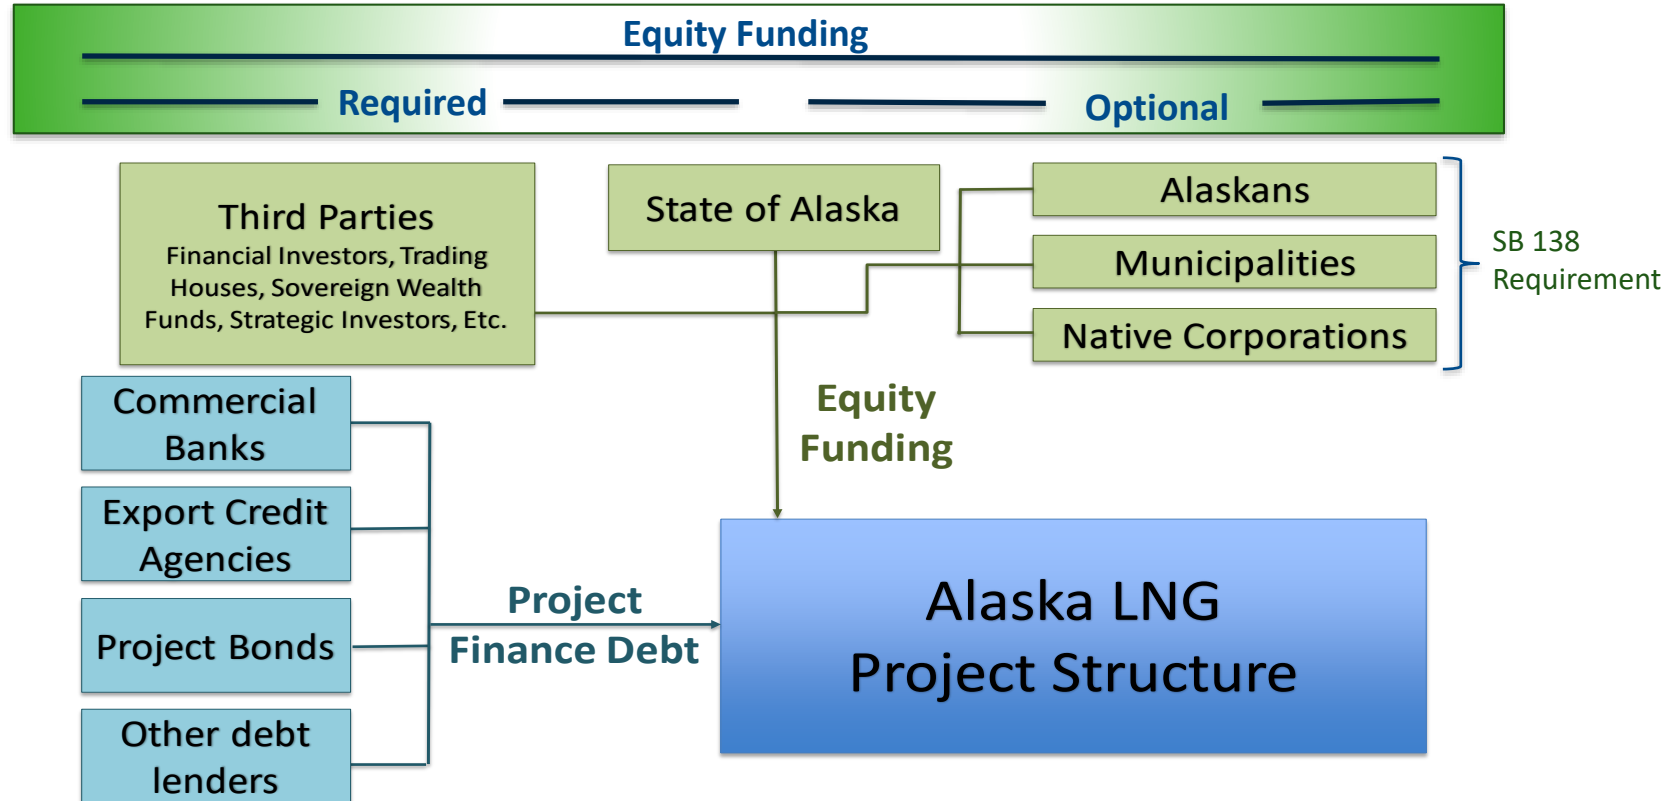 Equity Funding
Required
Optional
Third Parties
Financial Investors, Trading
Houses, Sovereign Wealth
Funds, Strategic Investors, Etc.
State of Alaska
Alaskans
Municipalities
Native Corporations
SB 138
Requirement
Commercial
Banks
Export Credit
Agencies
Project Bonds
Other debt
lenders
Equity
Funding
Project
Finance Debt
Alaska LNG
Project Structure